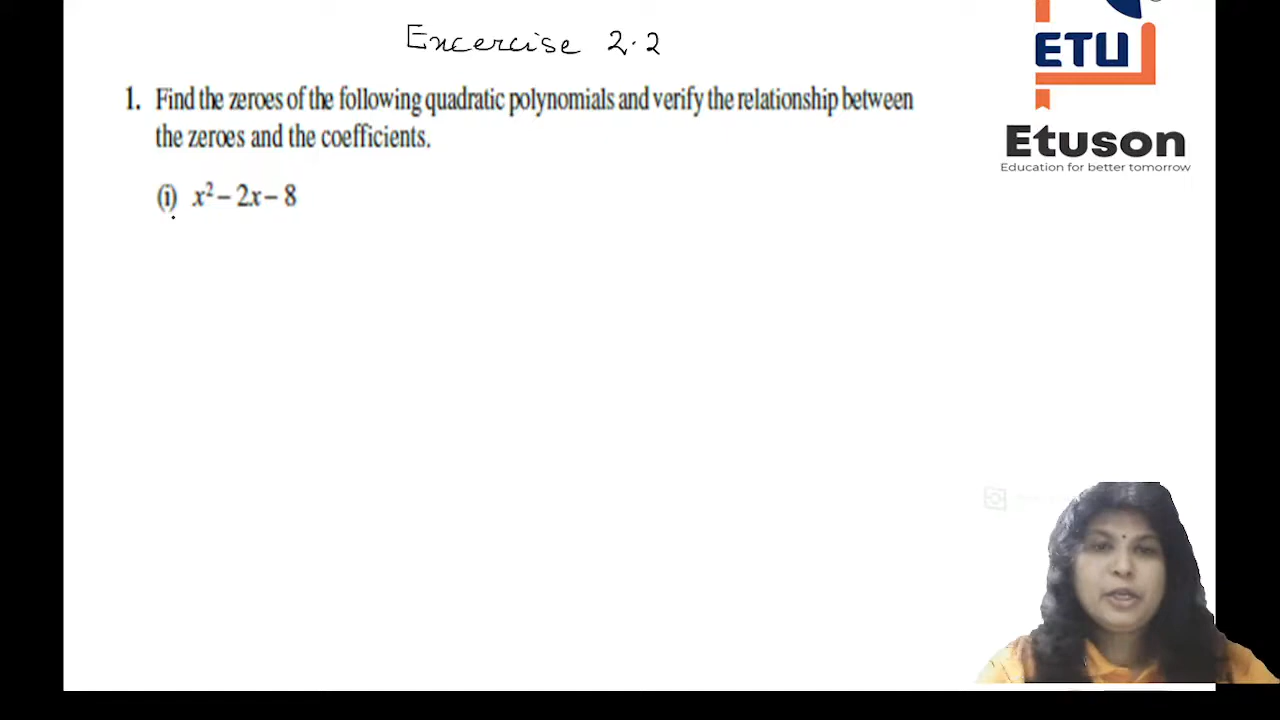 Encercise 2.2
1. Find the zeroes of the following quadratic polynomials and verify the relationship between
the zeroes and the coefficients.
(i) x² – 2x – 8
ETU
Etuson
Education for better tomorrow